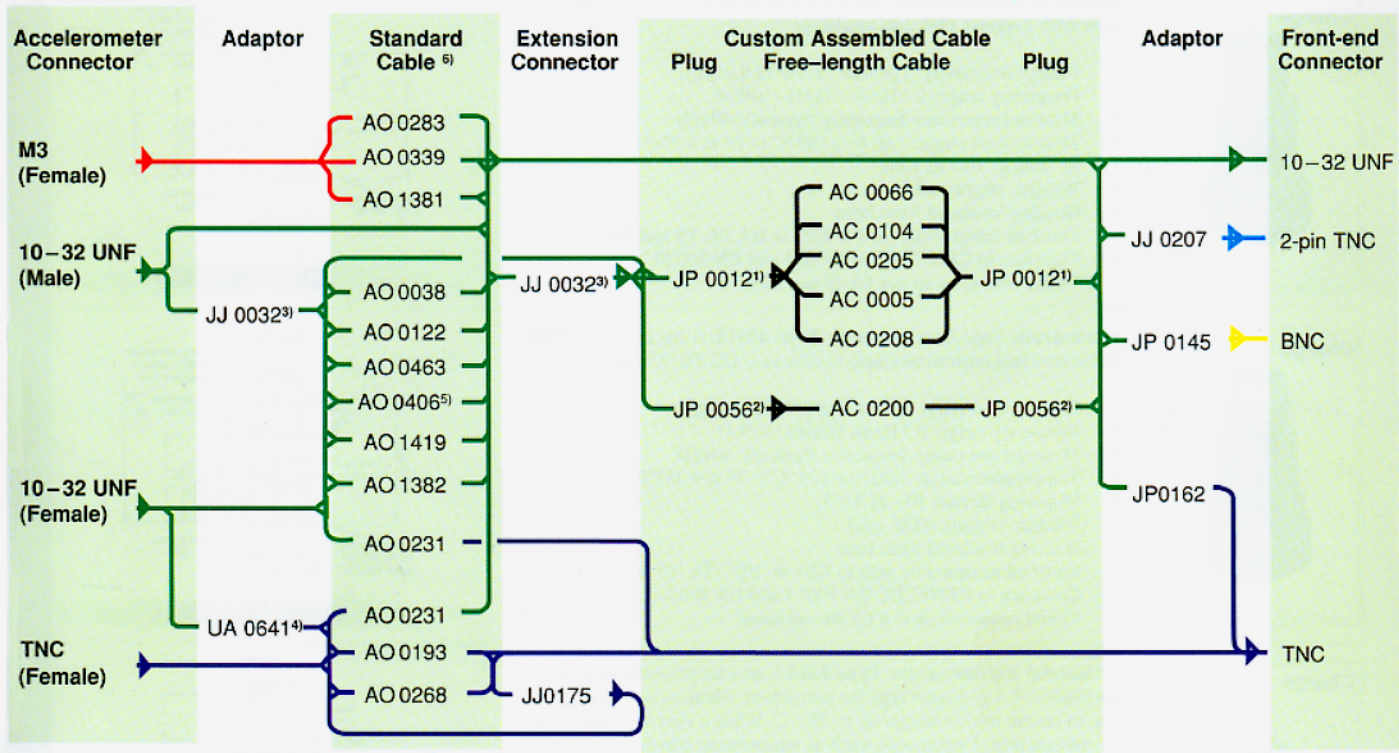 Accelerometer Connector
Adaptor
Standard Cable 6)
Extension Connector
Custom Assembled Cable
Plug Free–length Cable Plug
Adaptor
Front-end Connector
M3 (Female)
10–32 UNF (Male)
10–32 UNF (Female)
TNC (Female)
JJ 0032 3)
UA 0641 4)
AO 0283
AO 0339
AO 1381
AO 0038
AO 0122
AO 0463
AO 0406 5)
AO 1419
AO 1382
AO 0231
AO 0231
AO 0193
AO 0268
JJ 0032 3)
JJ0175
JP 0012 1)
JP 0056 2)
AC 0066
AC 0104
AC 0205
AC 0005
AC 0208
AC 0200
JP 0012 1)
JP 0056 2)
JJ 0207
JP 0145
JP0162
10–32 UNF
2-pin TNC
BNC
TNC